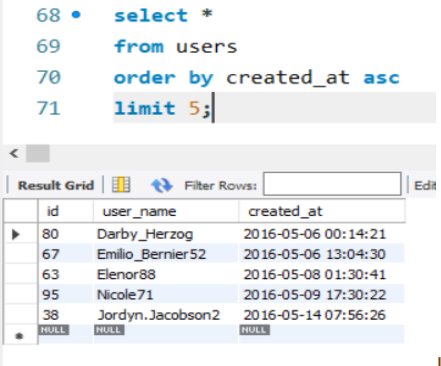 68 select *
69 from users
70 order by created_at asc
71 limit 5;
<
Result Grid Filter Rows: Edit
id user_name created_at
80 Darby_Herzog 2016-05-06 00:14:21
67 Emilio_Bernier52 2016-05-06 13:04:30
63 Elenor88 2016-05-08 01:30:41
95 Nicole71 2016-05-09 17:30:22
38 Jordyn.Jacobson2 2016-05-14 07:56:26
NULL NULL NULL